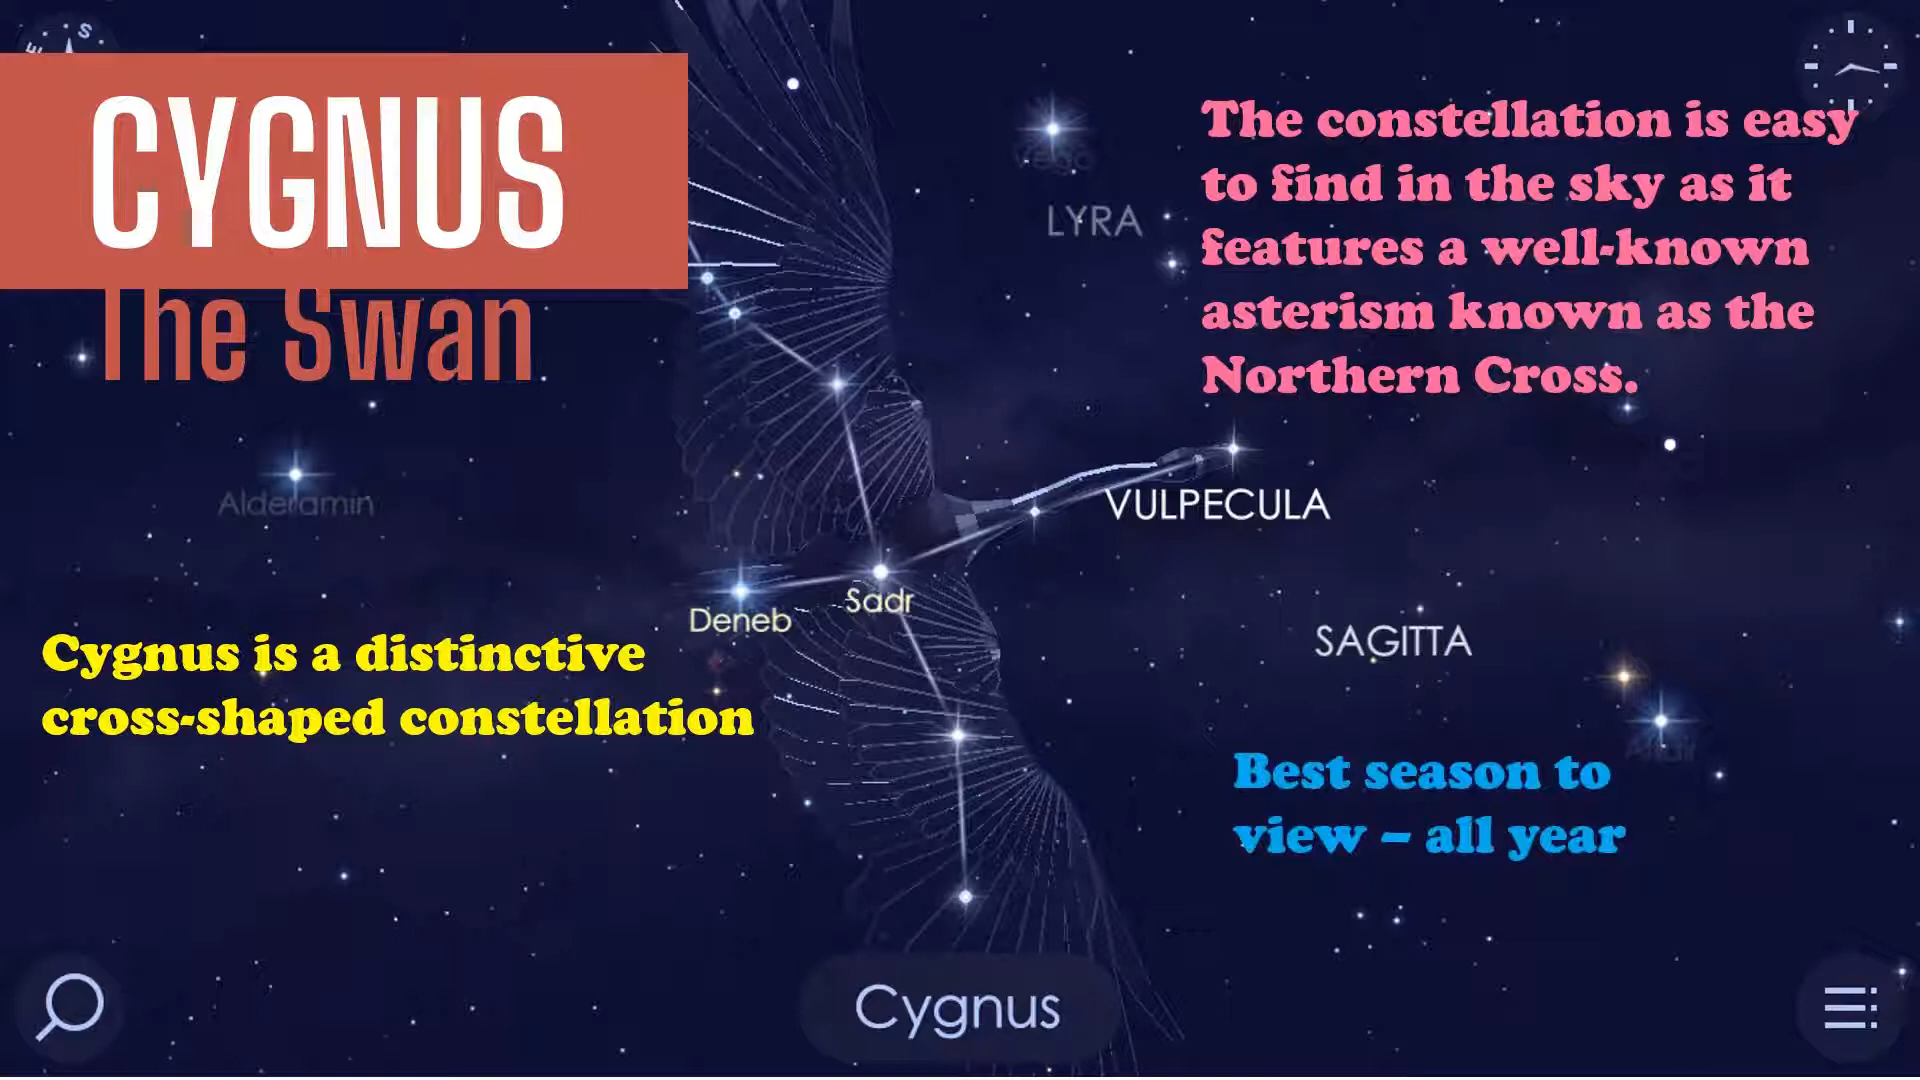 S
E
CYGNUS
The Swan
The constellation is easy
to find in the sky as it
features a well-known
asterism known as the
Northern Cross.
Vega
LYRA
Alderamin
VULPECULA
Deneb
Sadr
SAGITTA
Cygnus is a distinctive
cross-shaped constellation
Altair
Best season to
view – all year
Cygnus